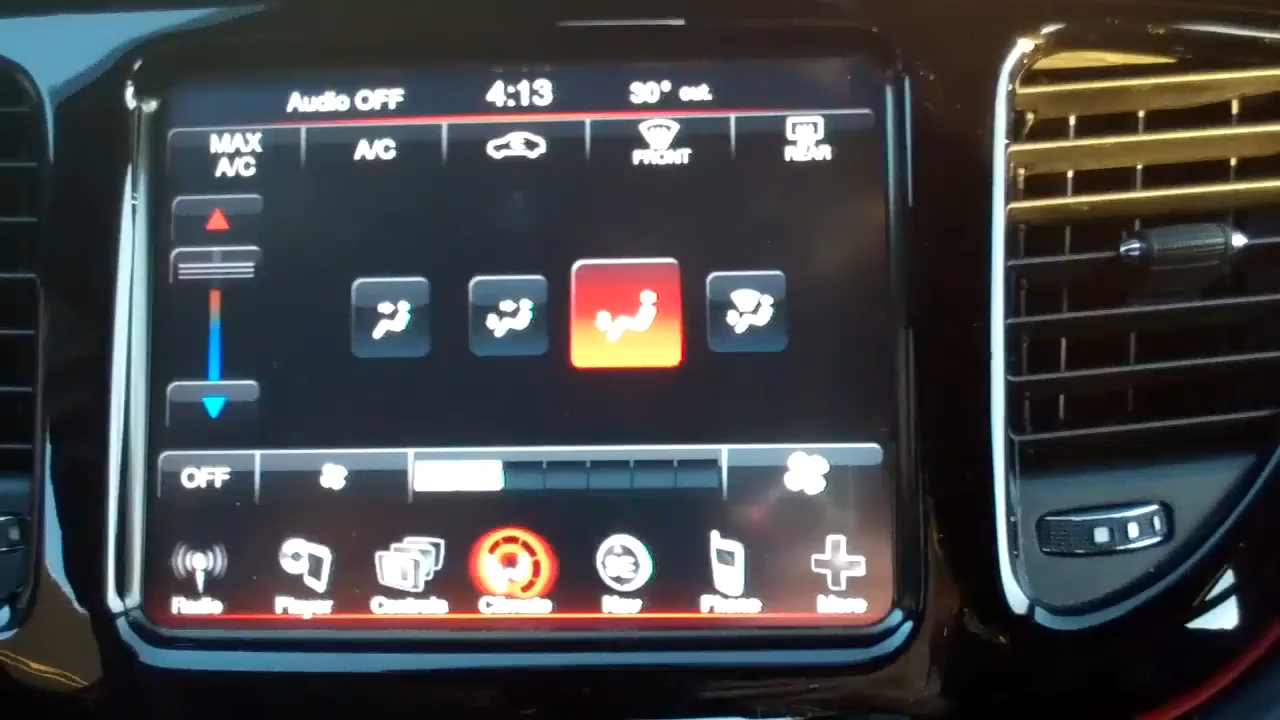 Audio OFF 4:13 30° out.
MAX A/C
A/C
FRONT
REAR
OFF
Radio Player Controls Climate Nav Phone More